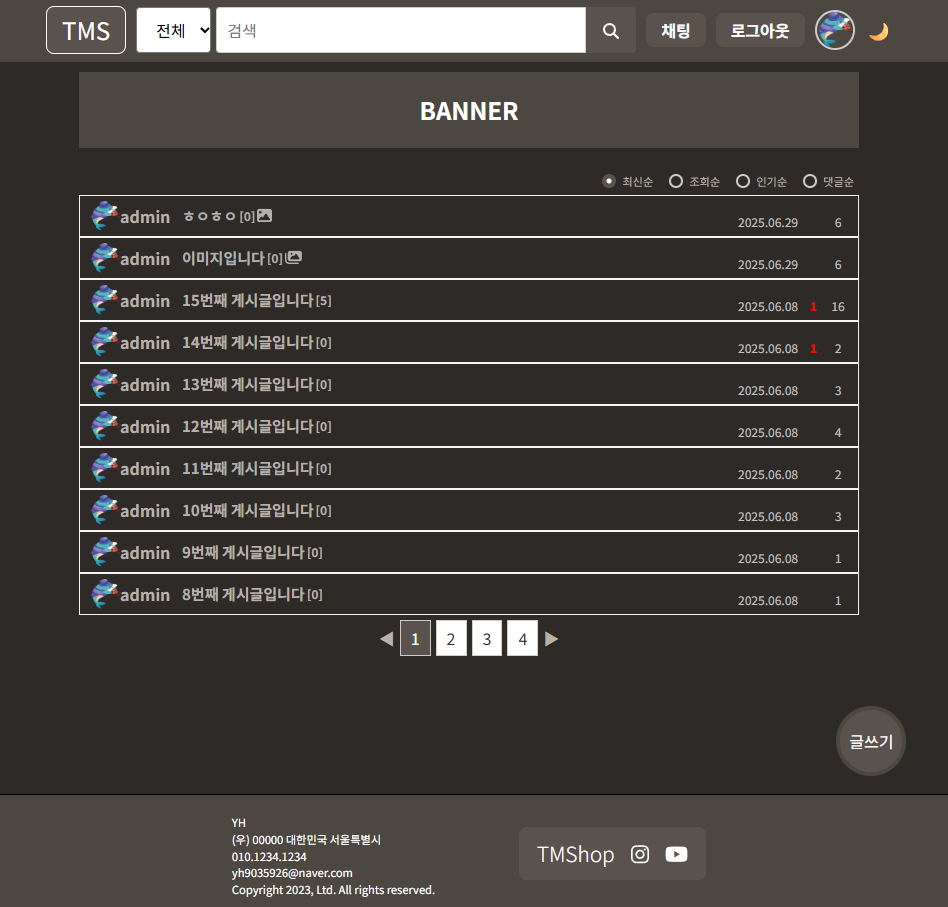 TMS 전체 검색 채팅 로그아웃
BANNER
최신순 조회순 인기순 댓글순
admin ㅎㅇㅎㅇ [0] 2025.06.29 6
admin 이미지입니다 [0] 2025.06.29 6
admin 15번째 게시글입니다 [5] 2025.06.08 1 16
admin 14번째 게시글입니다 [0] 2025.06.08 1 2
admin 13번째 게시글입니다 [0] 2025.06.08 3
admin 12번째 게시글입니다 [0] 2025.06.08 4
admin 11번째 게시글입니다 [0] 2025.06.08 2
admin 10번째 게시글입니다 [0] 2025.06.08 3
admin 9번째 게시글입니다 [0] 2025.06.08 1
admin 8번째 게시글입니다 [0] 2025.06.08 1
◀ 1 2 3 4 ▶
글쓰기
YH
(우) 00000 대한민국 서울특별시
010.1234.1234
yh9035926@naver.com
Copyright 2023, Ltd. All rights reserved.
TMShop